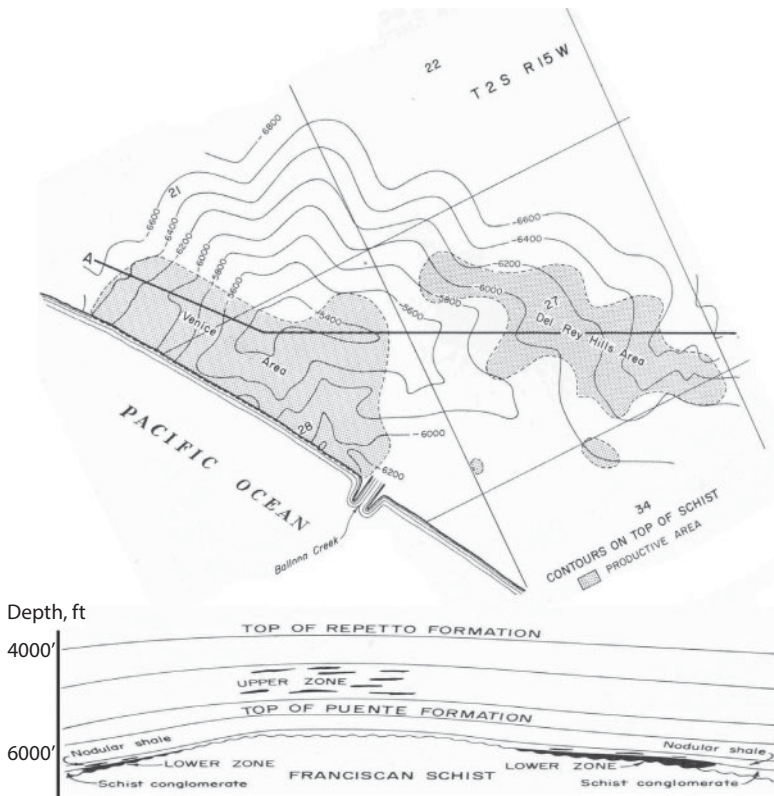 22
T 2 S R 15 W
-6800
21
-6600
-6400
-6200
-6000
-5800
-5600
-6600
-6400
-6200
A
-6000
27
-5800
-5600
-5400
Venice
Area
Del Rey Hills Area
28
-6000
-6200
PACIFIC OCEAN
Ballona Creek
34
CONTOURS ON TOP OF SCHIST
PRODUCTIVE AREA
Depth, ft
TOP OF REPETTO FORMATION
4000'
UPPER ZONE
TOP OF PUENTE FORMATION
Nodular shale
Nodular shale
6000'
LOWER ZONE
LOWER ZONE
Schist conglomerate
FRANCISCAN SCHIST
Schist conglomerate